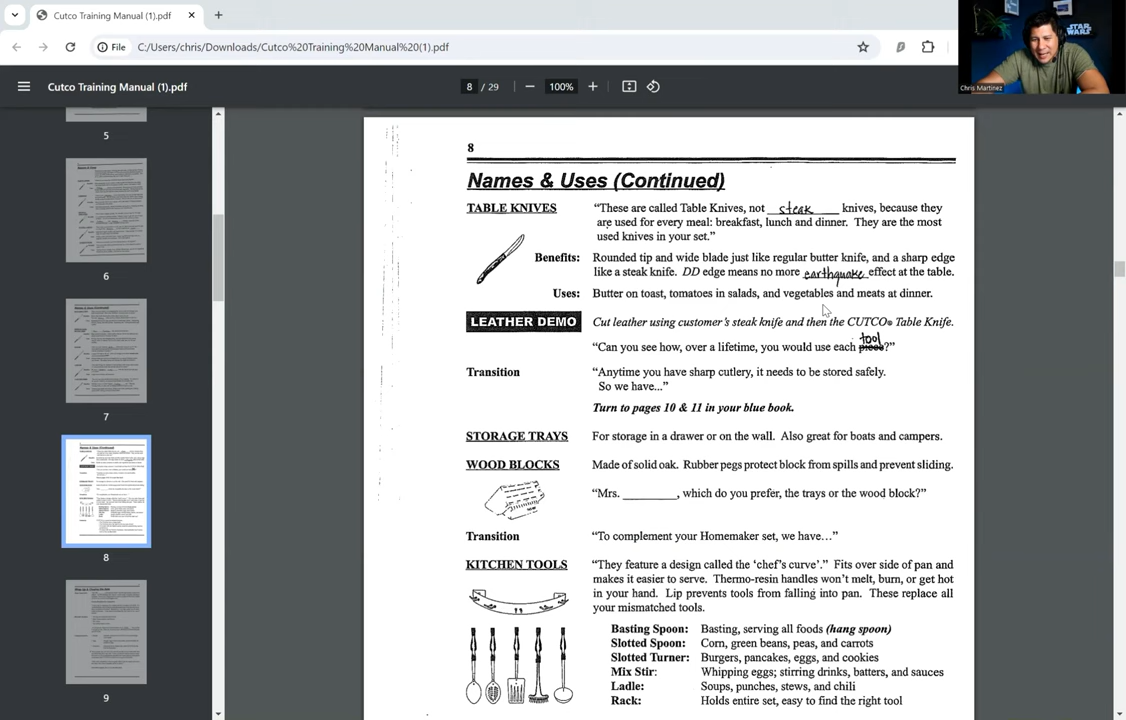 Cutco Training Manual (1).pdf
File
C:/Users/chris/Downloads/Cutco%20Training%20Manual%20(1).pdf
STAR
WARS
Chris Martinez
Cutco Training Manual (1).pdf
8 / 29
100%
5
6
7
8
9
8
Names & Uses (Continued)
TABLE KNIVES
“These are called Table Knives, not steak knives, because they
are used for every meal: breakfast, lunch and dinner. They are the most
used knives in your set.”
Benefits: Rounded tip and wide blade just like regular butter knife, and a sharp edge
like a steak knife. DD edge means no more earthquake effect at the table.
Uses: Butter on toast, tomatoes in salads, and vegetables and meats at dinner.
LEATHER DEMO Cut leather using customer's steak knife and then the CUTCO® Table Knife.
“Can you see how, over a lifetime, you would use each tool?”
Transition “Anytime you have sharp cutlery, it needs to be stored safely.
So we have...”
Turn to pages 10 & 11 in your blue book.
STORAGE TRAYS For storage in a drawer or on the wall. Also great for boats and campers.
WOOD BLOCKS Made of solid oak. Rubber pegs protect block from spills and prevent sliding.
“Mrs. _________, which do you prefer, the trays or the wood block?”
Transition “To complement your Homemaker set, we have…”
KITCHEN TOOLS “They feature a design called the ‘chef's curve’.” Fits over side of pan and
makes it easier to serve. Thermo-resin handles won't melt, burn, or get hot
in your hand. Lip prevents tools from falling into pan. These replace all
your mismatched tools.
Basting Spoon: Basting, serving all foods (hang spoon)
Slotted Spoon: Corn, green beans, peas, and carrots
Slotted Turner: Burgers, pancakes, eggs, and cookies
Mix Stir: Whipping eggs; stirring drinks, batters, and sauces
Ladle: Soups, punches, stews, and chili
Rack: Holds entire set, easy to find the right tool